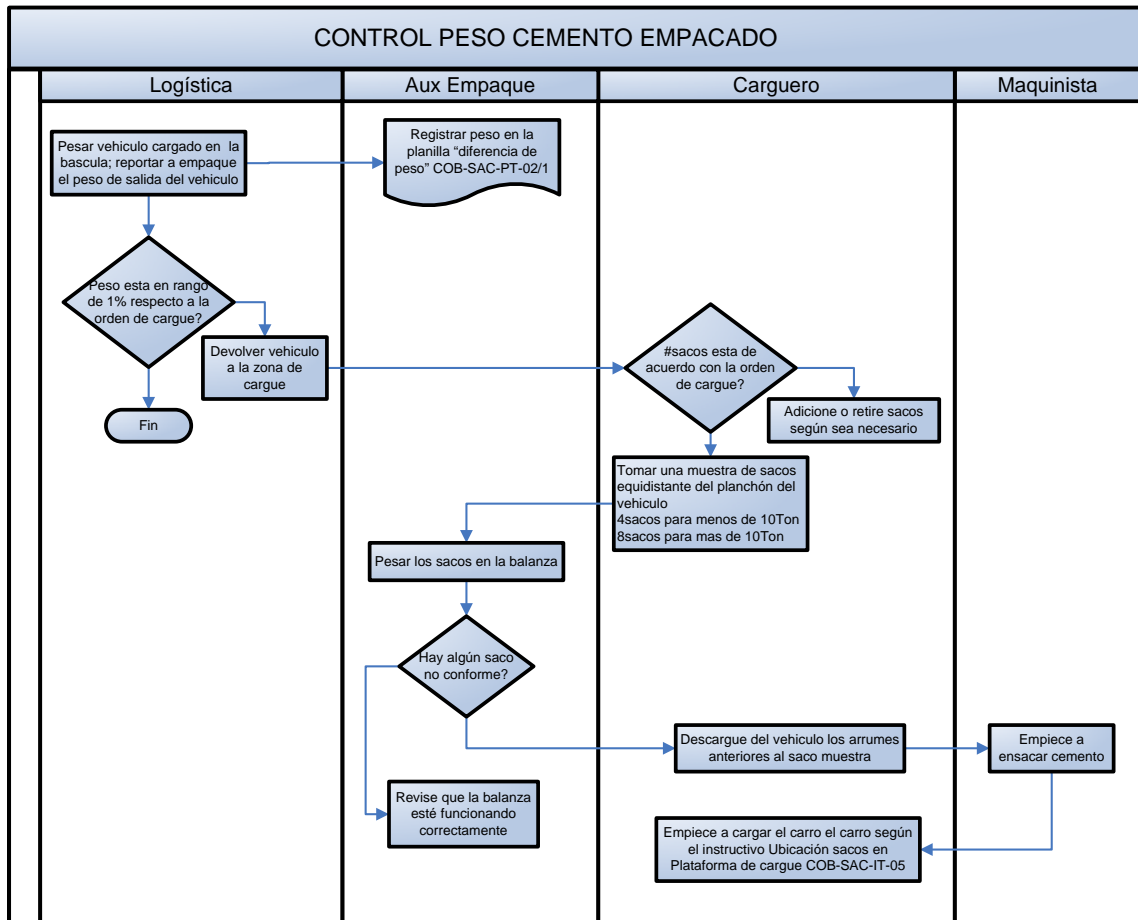 CONTROL PESO CEMENTO EMPACADO
Logística
Aux Empaque
Carguero
Maquinista
Pesar vehiculo cargado en la
bascula; reportar a empaque
el peso de salida del vehiculo
Registrar peso en la
planilla “diferencia de
peso” COB-SAC-PT-02/1
Peso esta en rango
de 1% respecto a la
orden de cargue?
Devolver vehiculo
a la zona de
cargue
Fin
#sacos esta de
acuerdo con la orden
de cargue?
Adicione o retire sacos
según sea necesario
Tomar una muestra de sacos
equidistante del planchón del
vehiculo
4sacos para menos de 10Ton
8sacos para mas de 10Ton
Pesar los sacos en la balanza
Hay algún saco
no conforme?
Descargue del vehiculo los arrumes
anteriores al saco muestra
Empiece a
ensacar cemento
Revise que la balanza
esté funcionando
correctamente
Empiece a cargar el carro el carro según
el instructivo Ubicación sacos en
Plataforma de cargue COB-SAC-IT-05